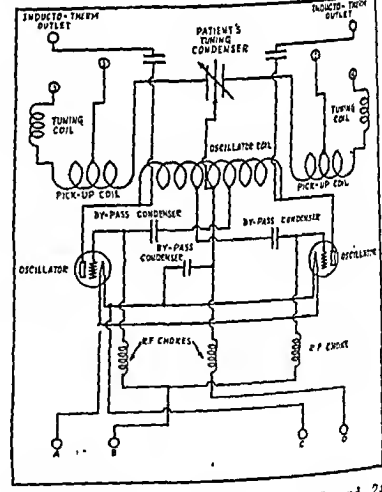 INDUCTO-THERM
OUTLET
PATIENT'S
TUNING
CONDENSER
INDUCTO-THERM
OUTLET
TUNING
COIL
TUNING
COIL
OSCILLATOR COIL
PICK-UP COIL
PICK-UP COIL
BY-PASS CONDENSER
BY-PASS CONDENSER
BY-PASS
CONDENSER
OSCILLATOR
OSCILLATOR
R.F CHOKES
R F CHOKE
A
B
C
D